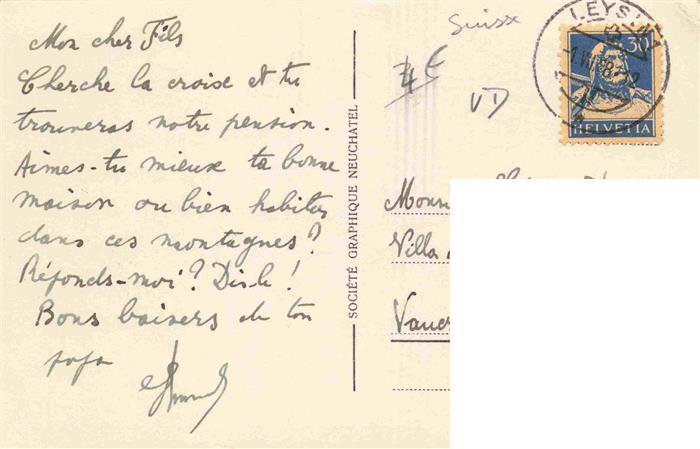 Mon cher Fils
Cherche la croix et tu
trouveras notre pension.
Aimes-tu mieux ta bonne
maison ou bien habiter
dans ces montagnes?
Réponds-moi? Dis-le!
Bons baisers de ton
papa
SOCIÉTÉ GRAPHIQUE NEUCHATEL
Suisse
4€
VD
LEYSIN
30
HELVETIA
Villa